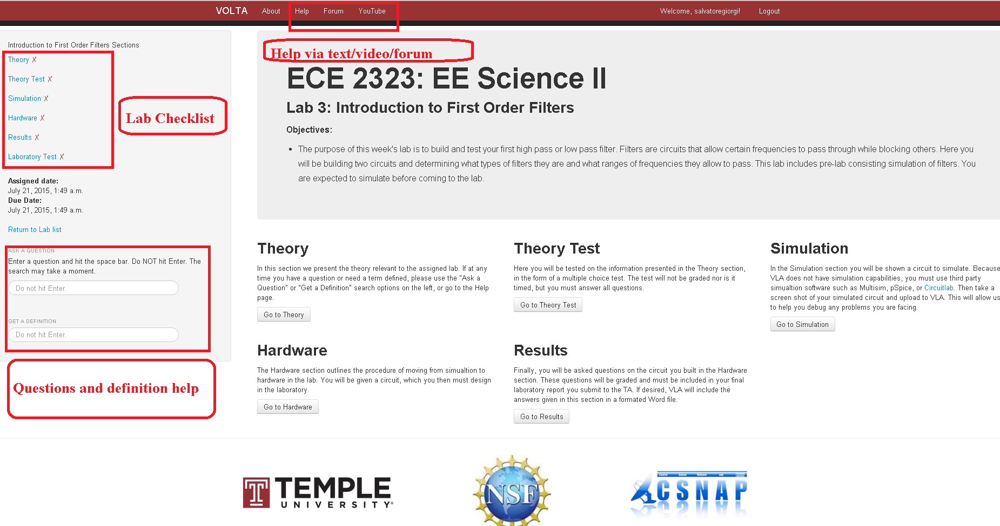 VOLTA About Help Forum YouTube Welcome, salvatoregiorgi! Logout
Introduction to First Order Filters Sections
Theory ✗
Theory Test ✗
Simulation ✗
Hardware ✗
Results ✗
Laboratory Test ✗
Lab Checklist
Assigned date:
July 21, 2015, 1:49 a.m.
Due Date:
July 21, 2015, 1:49 a.m.
Return to Lab list
ASK A QUESTION
Enter a question and hit the space bar. Do NOT hit Enter. The
search may take a moment.
Do not hit Enter.
GET A DEFINITION
Do not hit Enter.
Questions and definition help
Help via text/video/forum
ECE 2323: EE Science II
Lab 3: Introduction to First Order Filters
Objectives:
• The purpose of this week's lab is to build and test your first high pass or low pass filter. Filters are circuits that allow certain frequencies to pass through while blocking others. Here you
will be building two circuits and determining what types of filters they are and what ranges of frequencies they allow to pass. This lab includes pre-lab consisting simulation of filters. You
are expected to simulate before coming to the lab.
Theory
In this section we present the theory relevant to the assigned lab. If at any
time you have a question or need a term defined, please use the "Ask a
Question" or "Get a Definition" search options on the left, or go to the Help
page.
Go to Theory
Theory Test
Here you will be tested on the information presented in the Theory section,
in the form of a multiple choice test. The test will not be graded nor is it
timed, but you must answer all questions.
Go to Theory Test
Simulation
In the Simulation section you will be shown a circuit to simulate. Because
VLA does not have simulation capabilities, you must use third party
simualtion software such as Multisim, pSpice, or Circuitlab. Then take a
screen shot of your simulated circuit and upload to VLA. This will allow us
to help you debug any problems you are facing.
Go to Simulation
Hardware
The Hardware section outlines the procedure of moving from simualtion to
hardware in the lab. You will be given a circuit, which you then must design
in the laboratory.
Go to Hardware
Results
Finally, you will be asked questions on the circuit you built in the Hardware
section. These questions will be graded and must be included in your final
laboratory report you submit to the TA. If desired, VLA will include the
answers given in this section in a formated Word file.
Go to Results
T TEMPLE
UNIVERSITY®
NSF
Control Sensor Network and
CSNAP